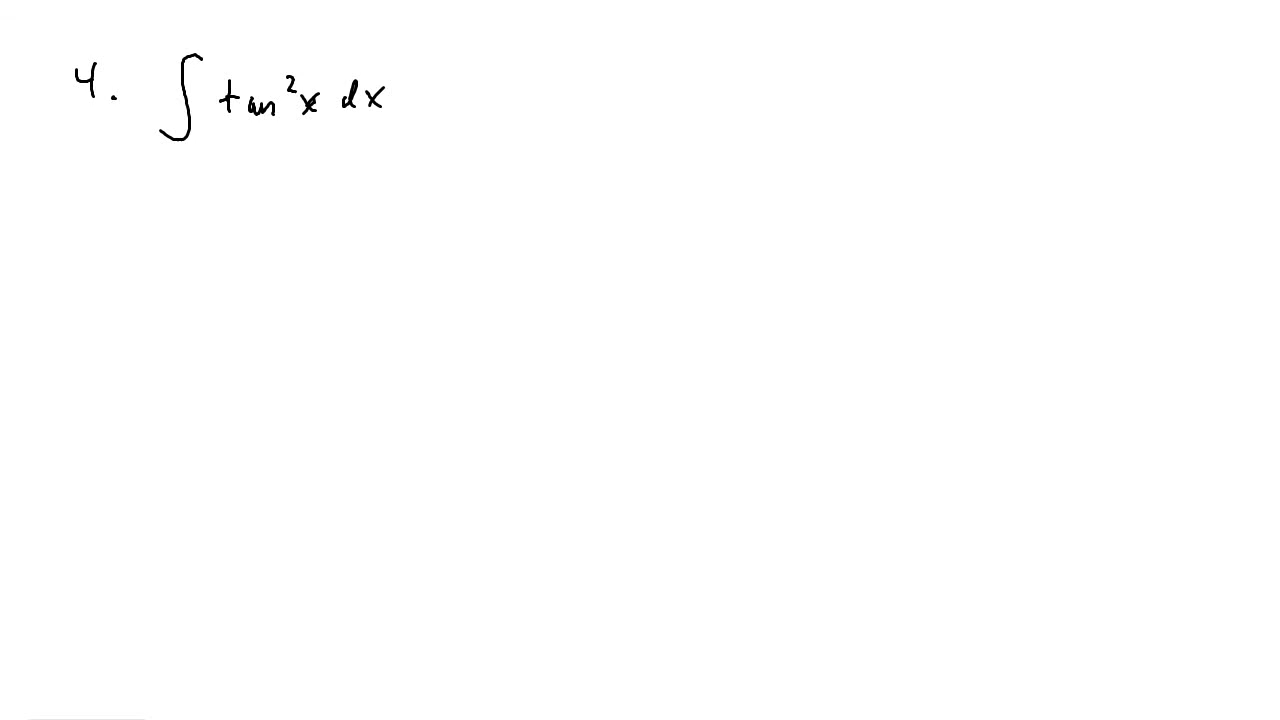 4. ∫ tan²x dx